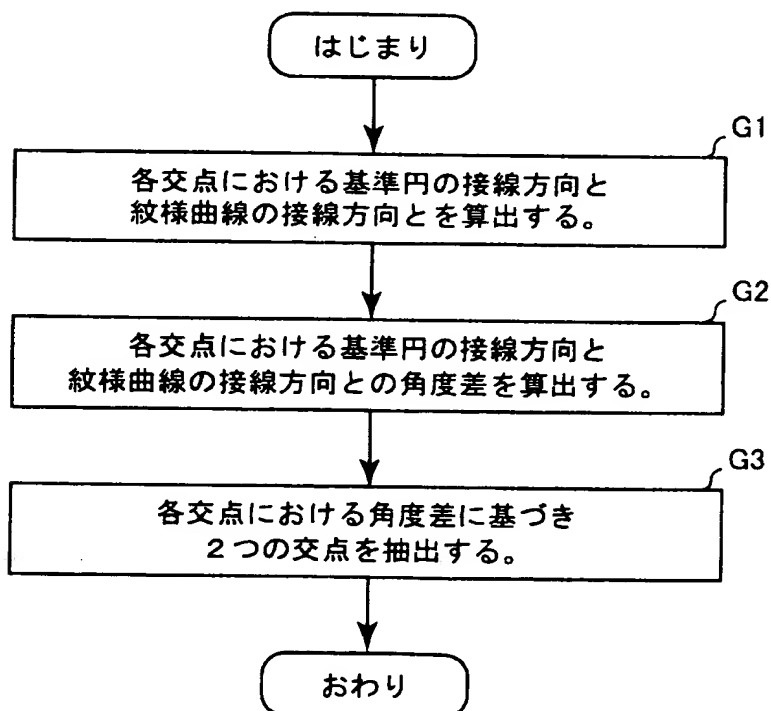 はじまり
G1
各交点における基準円の接線方向と
紋様曲線の接線方向とを算出する。
G2
各交点における基準円の接線方向と
紋様曲線の接線方向との角度差を算出する。
G3
各交点における角度差に基づき
2つの交点を抽出する。
おわり